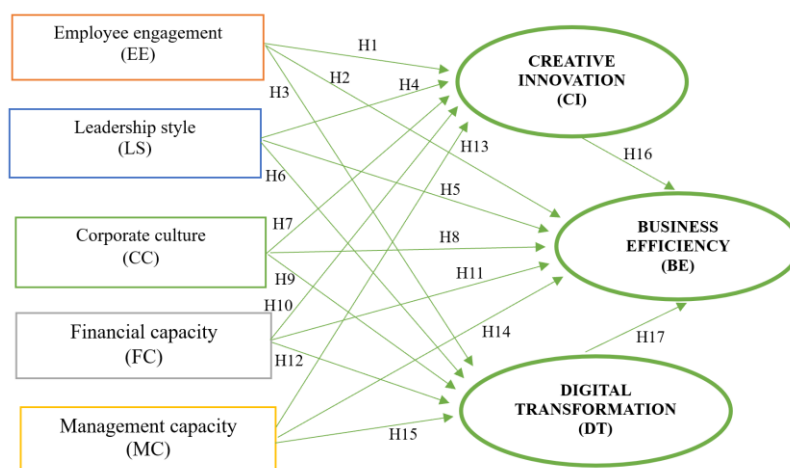 Employee engagement
(EE)
Leadership style
(LS)
Corporate culture
(CC)
Financial capacity
(FC)
Management capacity
(MC)
H1
H2
H3
H4
H13
H6
H5
H7
H8
H9
H11
H10
H14
H12
H15
H16
H17
CREATIVE
INNOVATION
(CI)
BUSINESS
EFFICIENCY
(BE)
DIGITAL
TRANSFORMATION
(DT)